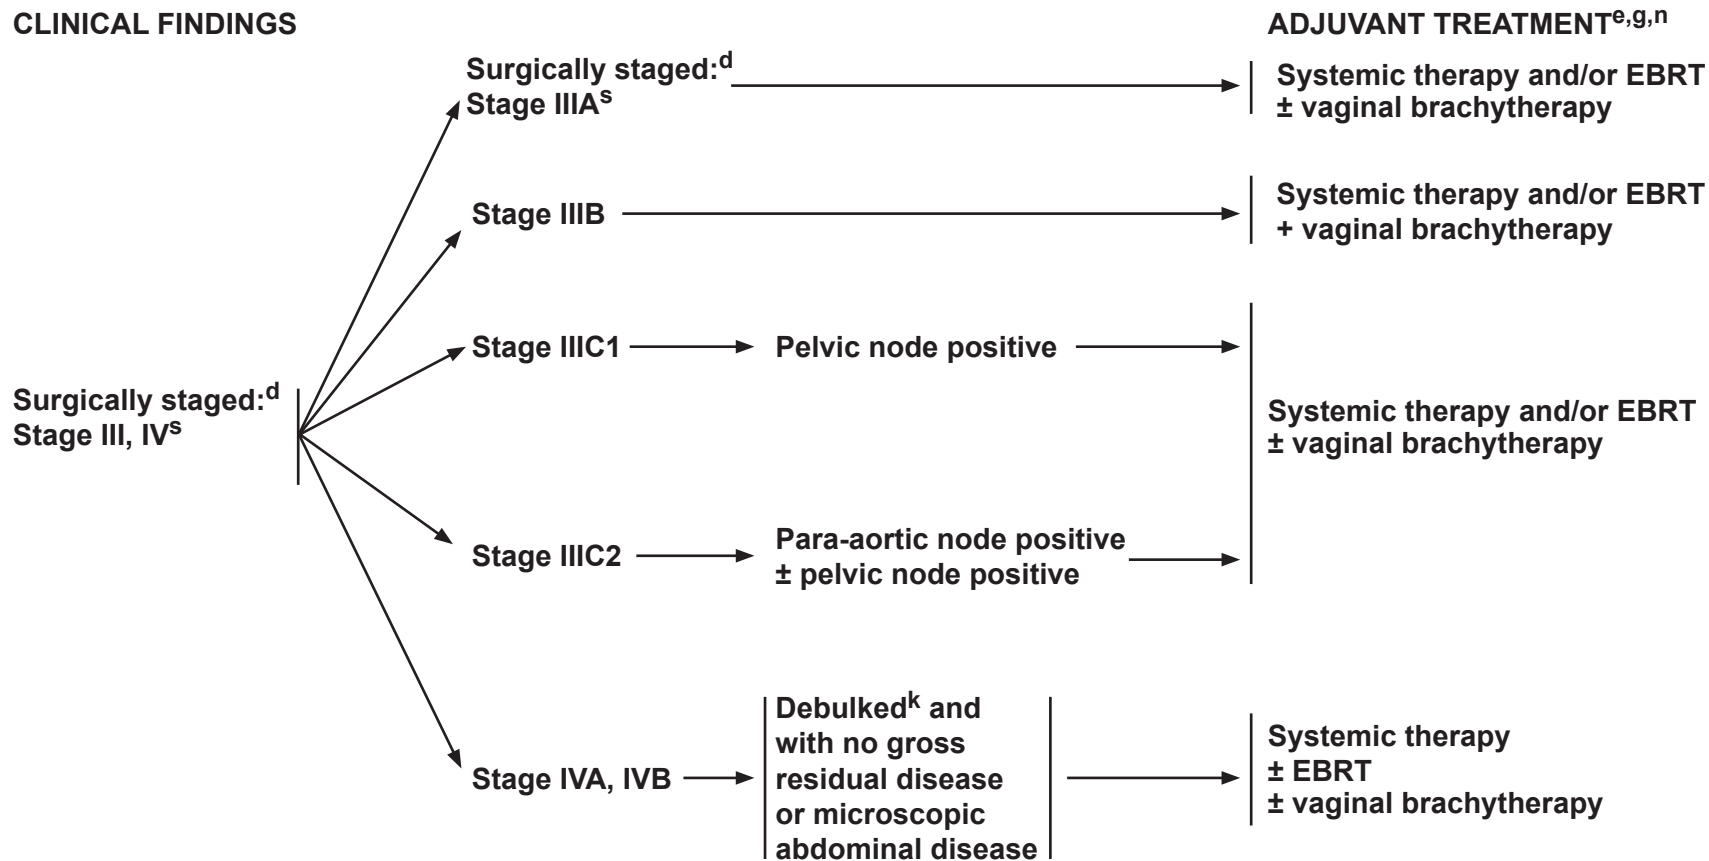 CLINICAL FINDINGS
ADJUVANT TREATMENTe,g,n
Surgically staged:d
Stage III, IVs
Surgically staged:d
Stage IIIAs
Systemic therapy and/or EBRT
± vaginal brachytherapy
Stage IIIB
Systemic therapy and/or EBRT
+ vaginal brachytherapy
Stage IIIC1
Pelvic node positive
Stage IIIC2
Para-aortic node positive
± pelvic node positive
Systemic therapy and/or EBRT
± vaginal brachytherapy
Stage IVA, IVB
Debulkedk and
with no gross
residual disease
or microscopic
abdominal disease
Systemic therapy
± EBRT
± vaginal brachytherapy